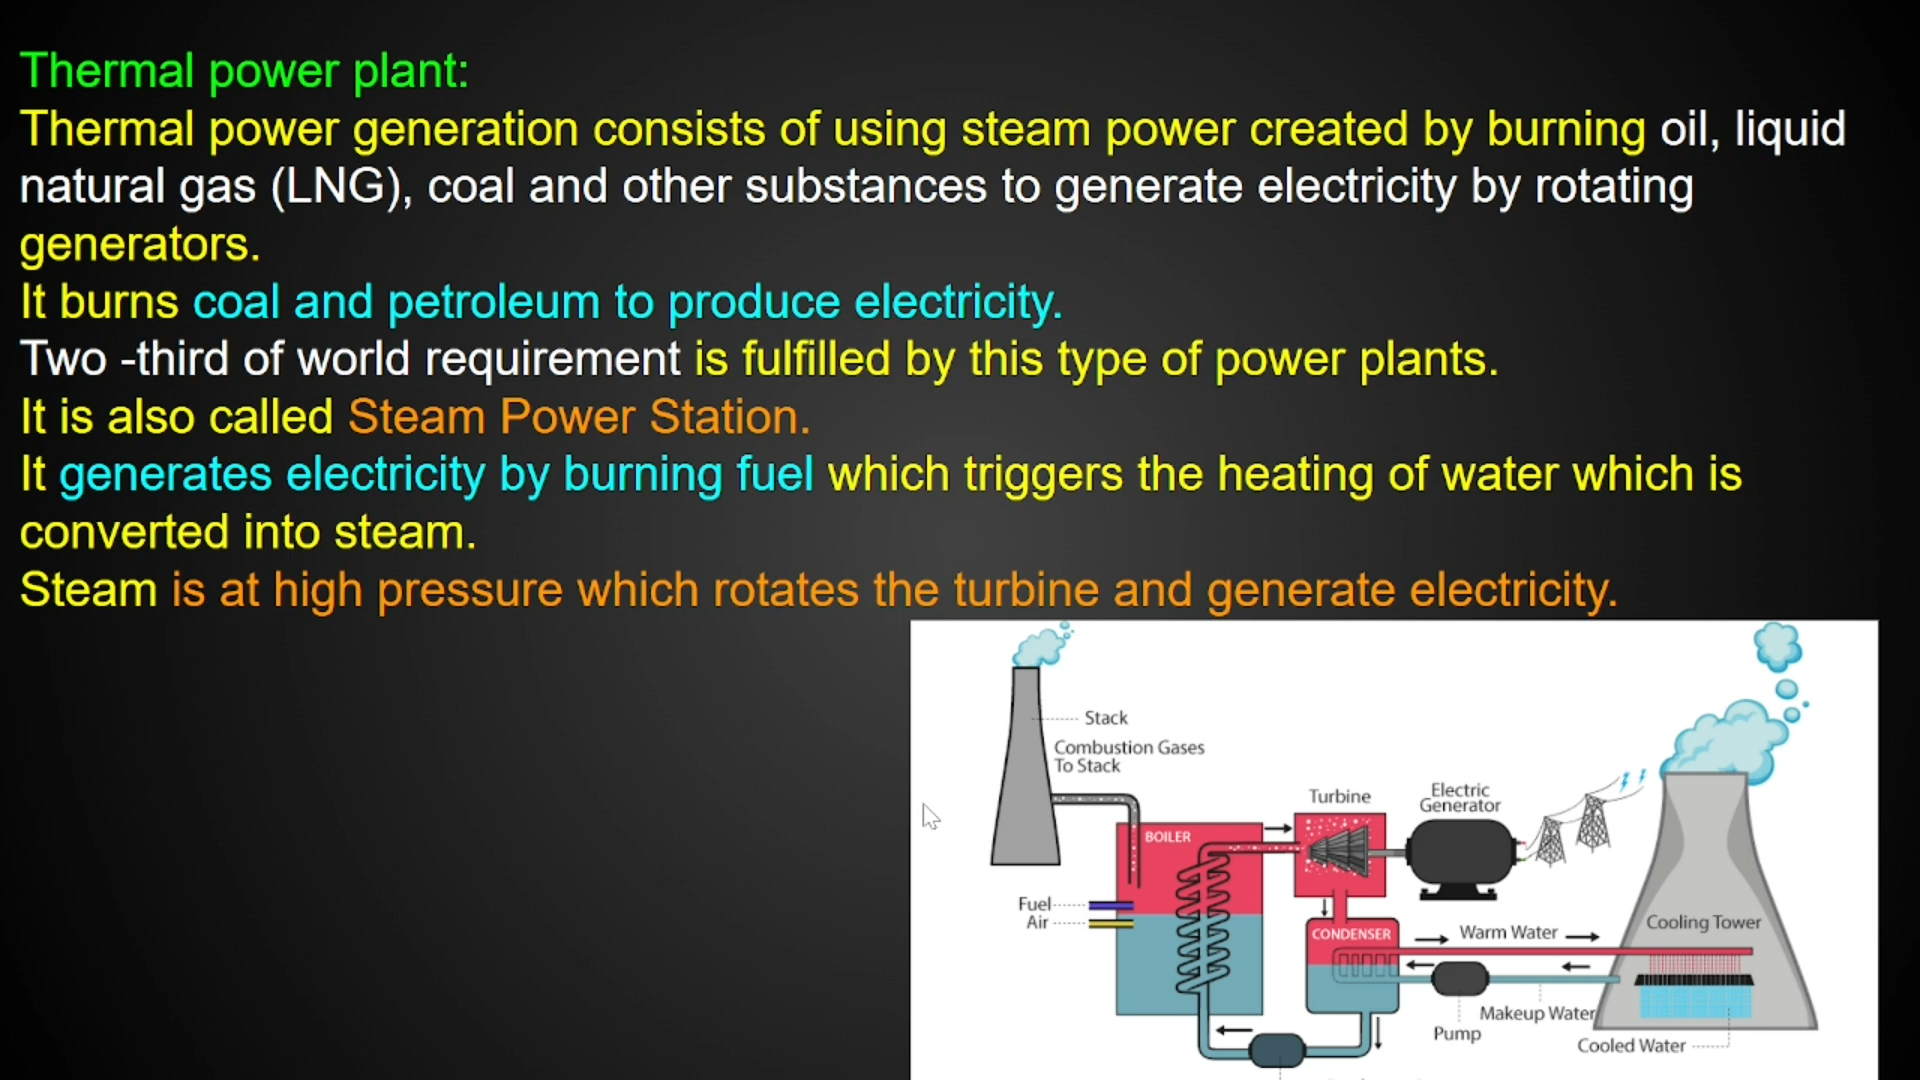 Thermal power plant:
Thermal power generation consists of using steam power created by burning oil, liquid
natural gas (LNG), coal and other substances to generate electricity by rotating
generators.
It burns coal and petroleum to produce electricity.
Two -third of world requirement is fulfilled by this type of power plants.
It is also called Steam Power Station.
It generates electricity by burning fuel which triggers the heating of water which is
converted into steam.
Steam is at high pressure which rotates the turbine and generate electricity.
Stack
Combustion Gases
To Stack
Turbine
Electric
Generator
BOILER
Fuel
Air
CONDENSER
Warm Water
Cooling Tower
Makeup Water
Pump
Cooled Water